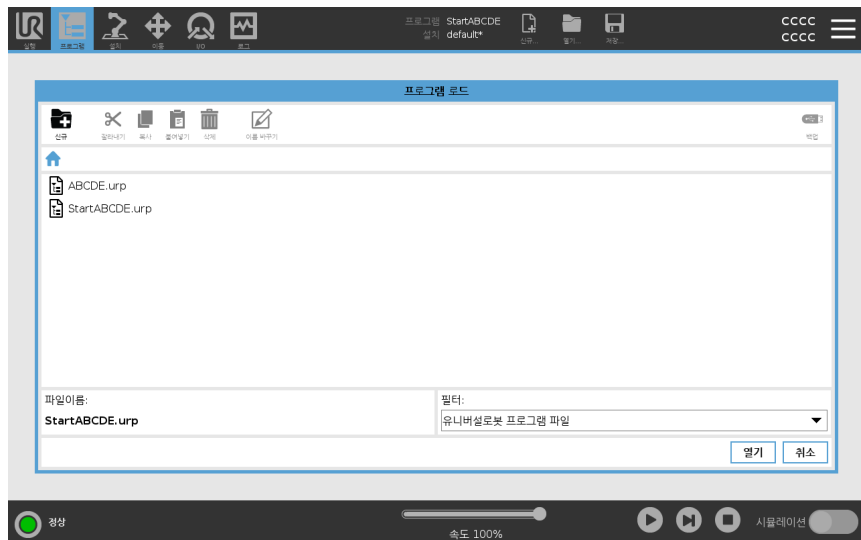 UR
실행
프로그램
설치
이동
I/O
로그
프로그램 StartABCDE
설치 default*
신규...
열기...
저장...
CCCC
CCCC
프로그램 로드
신규
잘라내기
복사
붙여넣기
삭제
이름 바꾸기
백업
ABCDE.urp
StartABCDE.urp
파일이름:
StartABCDE.urp
필터:
유니버설로봇 프로그램 파일
열기
취소
정상
속도 100%
시뮬레이션